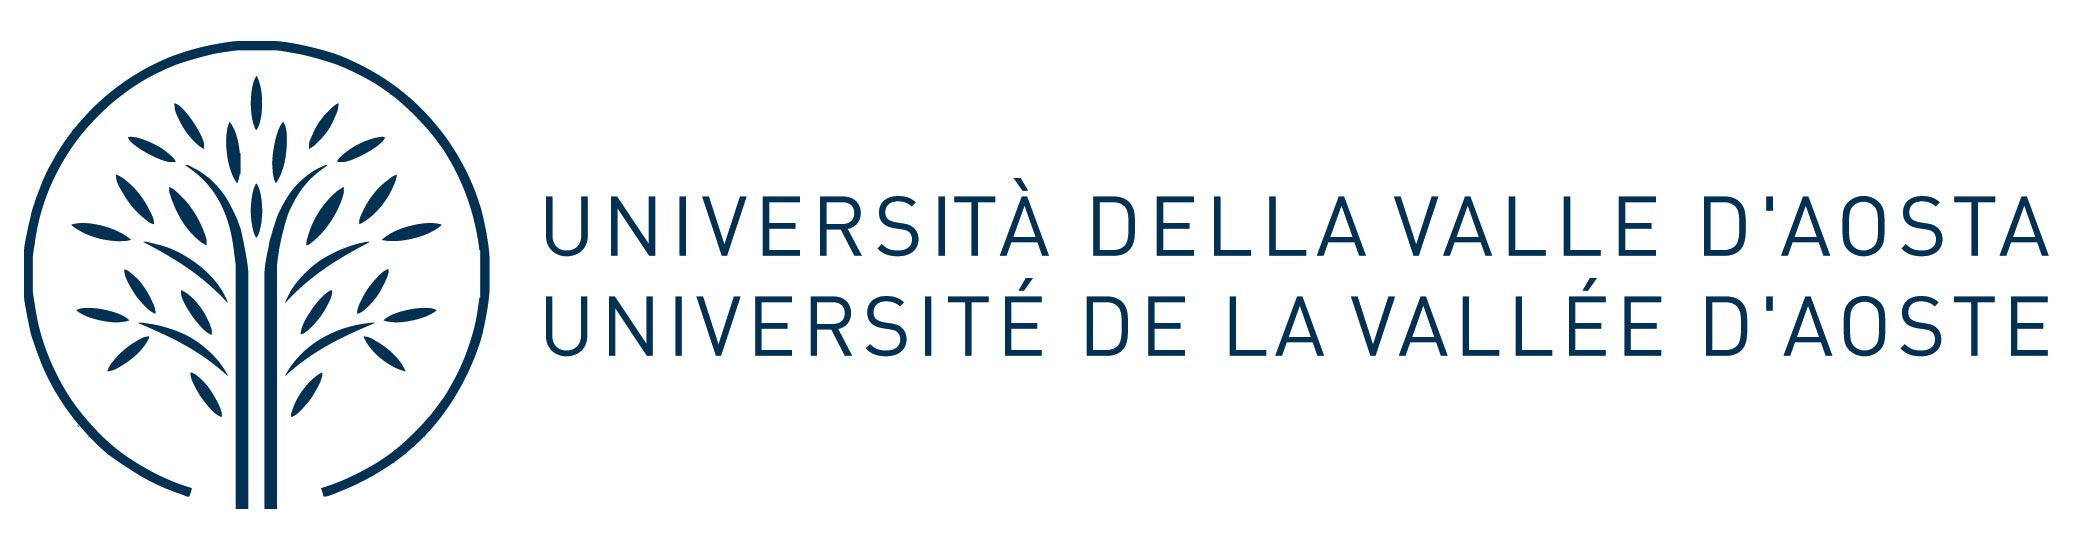 UNIVERSITÀ DELLA VALLE D'AOSTA
UNIVERSITÉ DE LA VALLÉE D'AOSTE